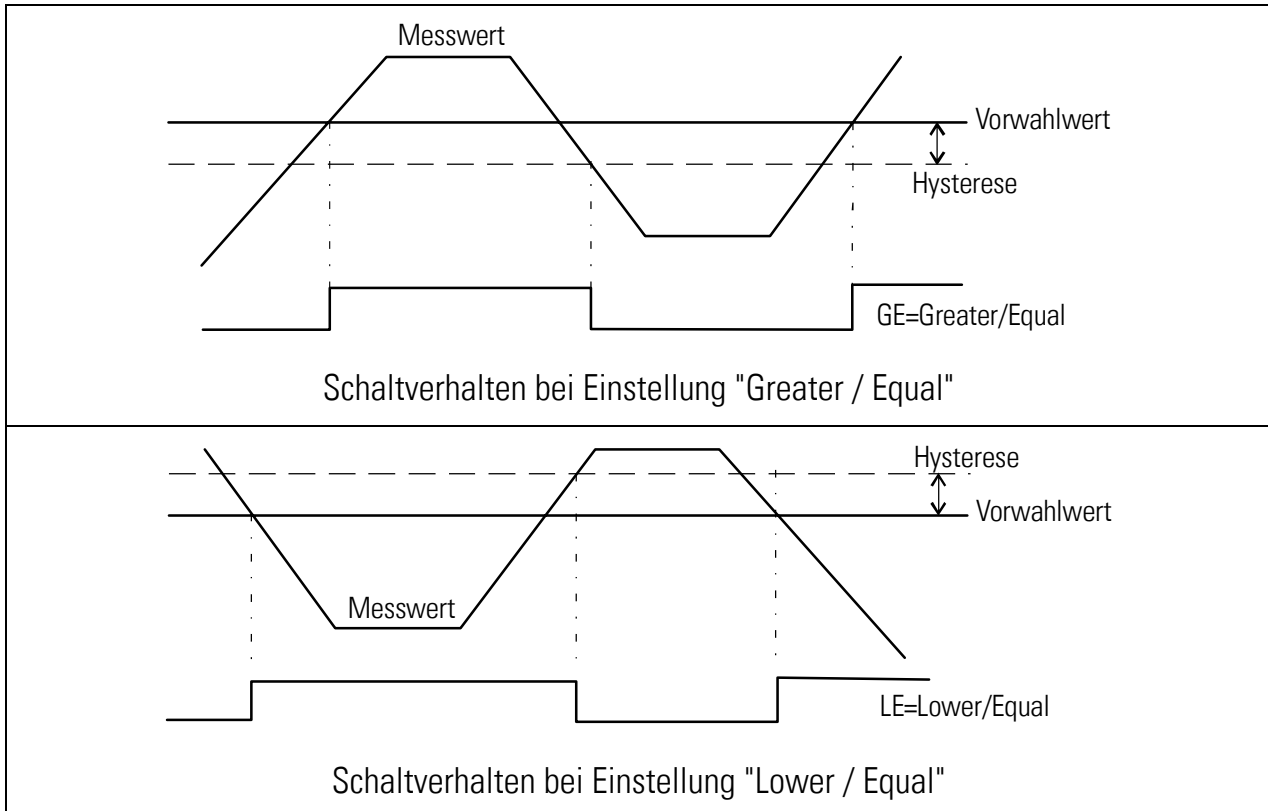 Messwert
Vorwahlwert
Hysterese
GE=Greater/Equal
Schaltverhalten bei Einstellung "Greater / Equal"
Hysterese
Vorwahlwert
Messwert
LE=Lower/Equal
Schaltverhalten bei Einstellung "Lower / Equal"